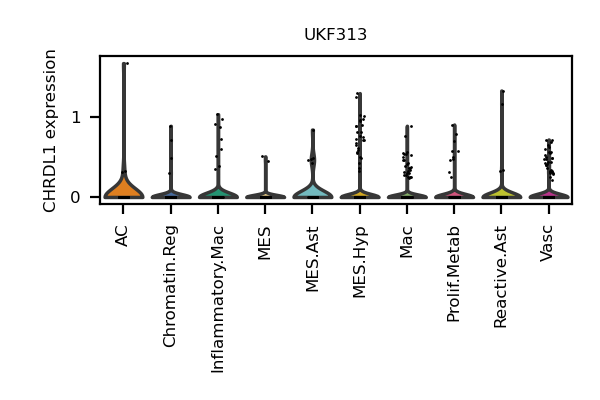 UKF313
CHRDL1 expression
1
0
AC
Chromatin.Reg
Inflammatory.Mac
MES
MES.Ast
MES.Hyp
Mac
Prolif.Metab
Reactive.Ast
Vasc